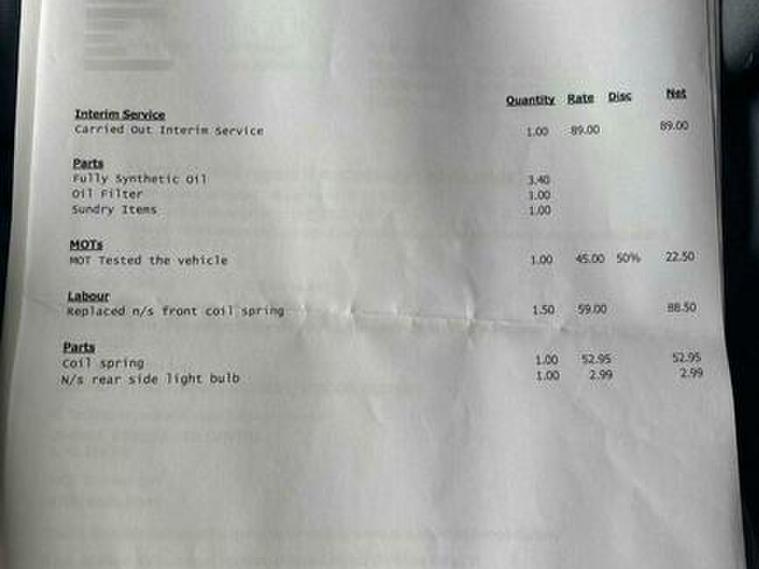 Quantity Rate Disc Net
Interim Service
Carried Out Interim Service 1.00 89.00 89.00
Parts
Fully Synthetic Oil 3.40
Oil Filter 1.00
Sundry Items 1.00
MOTs
MOT Tested the vehicle 1.00 45.00 50% 22.50
Labour
Replaced n/s front coil spring 1.50 59.00 88.50
Parts
Coil spring 1.00 52.95 52.95
N/s rear side light bulb 1.00 2.99 2.99